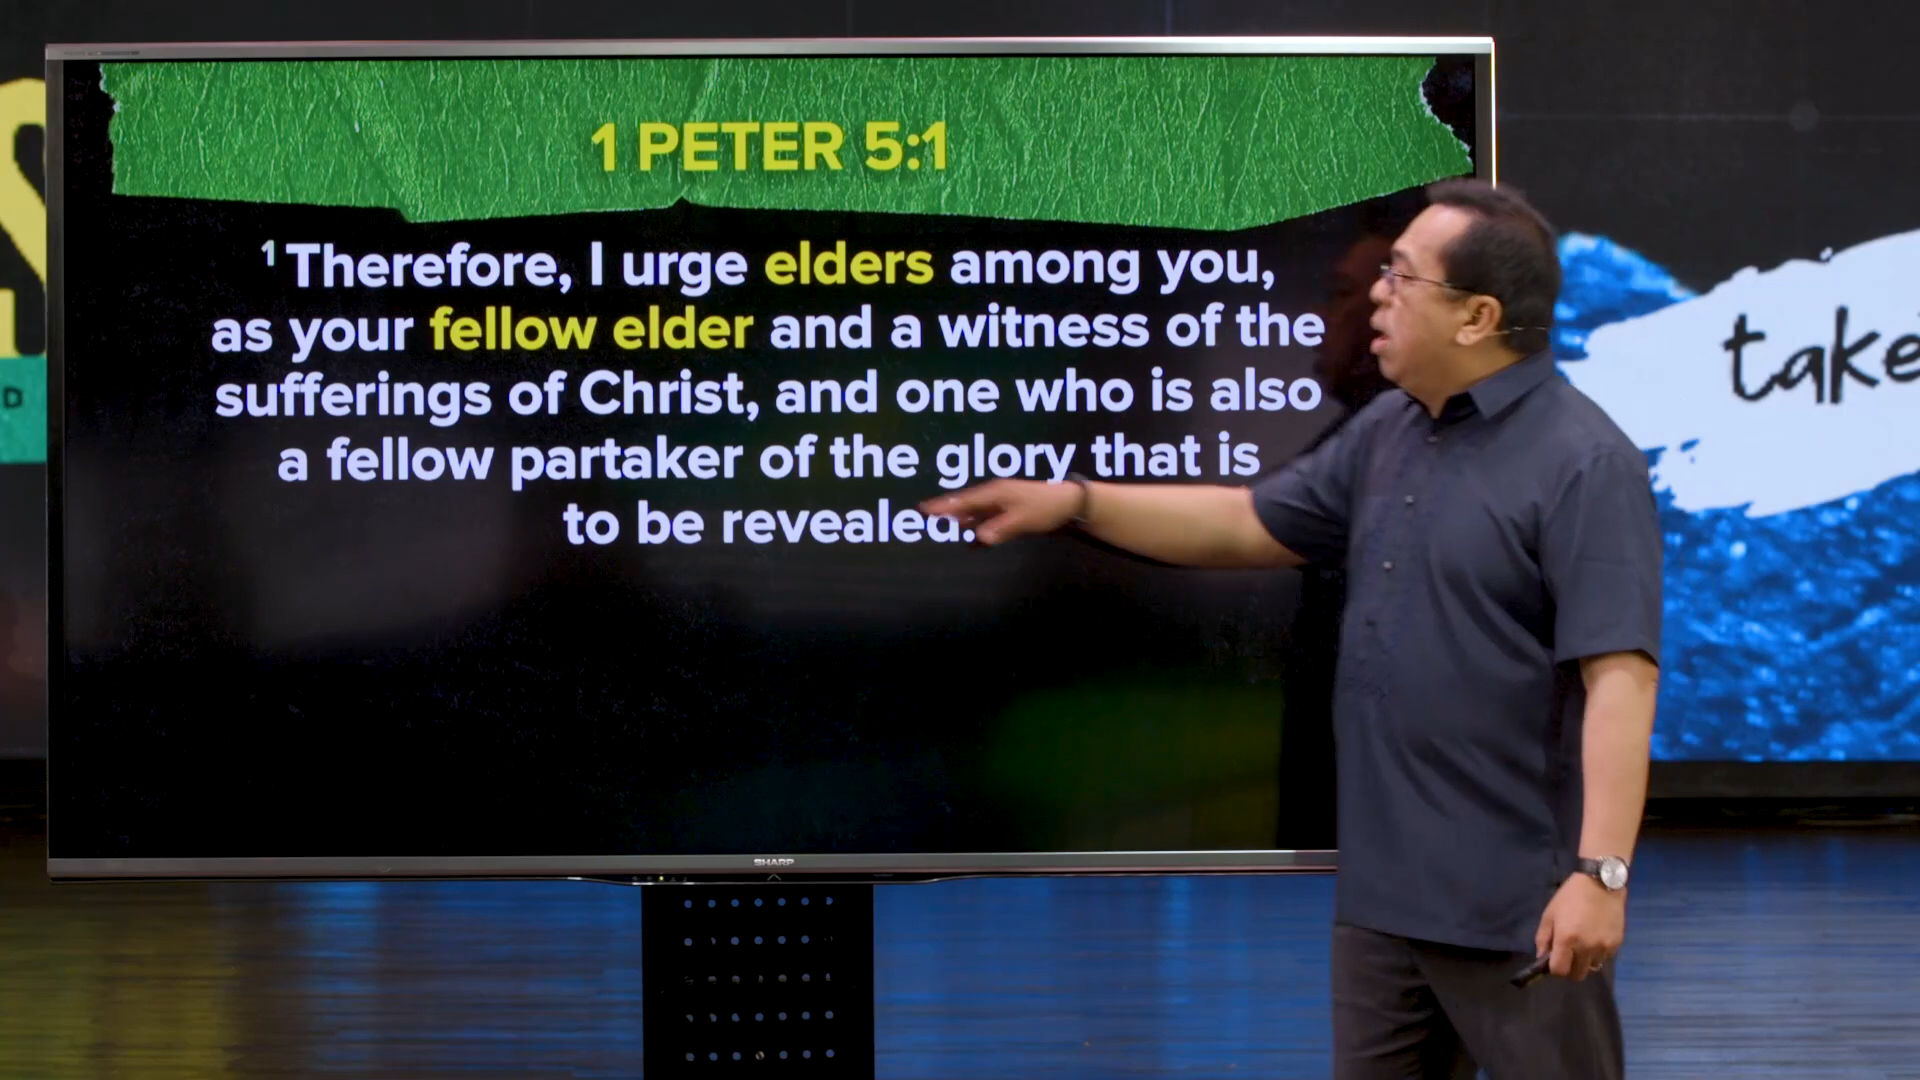 1 PETER 5:1
1 Therefore, I urge elders among you,
as your fellow elder and a witness of the
sufferings of Christ, and one who is also
a fellow partaker of the glory that is
to be revealed.
SHARP
take
S
D